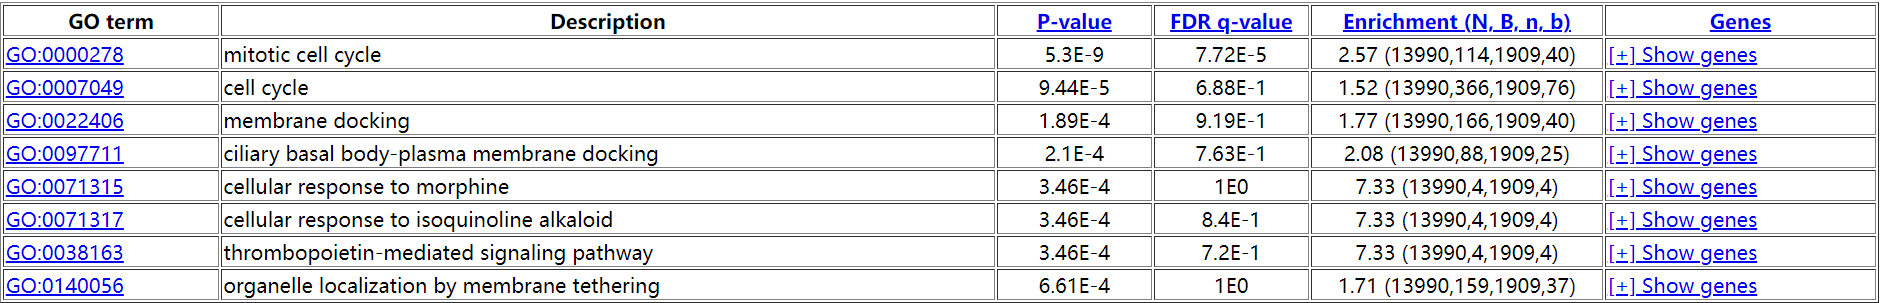 GO term Description P-value FDR q-value Enrichment (N, B, n, b) Genes
GO:0000278 mitotic cell cycle 5.3E-9 7.72E-5 2.57 (13990,114,1909,40) [+] Show genes
GO:0007049 cell cycle 9.44E-5 6.88E-1 1.52 (13990,366,1909,76) [+] Show genes
GO:0022406 membrane docking 1.89E-4 9.19E-1 1.77 (13990,166,1909,40) [+] Show genes
GO:0097711 ciliary basal body-plasma membrane docking 2.1E-4 7.63E-1 2.08 (13990,88,1909,25) [+] Show genes
GO:0071315 cellular response to morphine 3.46E-4 1E0 7.33 (13990,4,1909,4) [+] Show genes
GO:0071317 cellular response to isoquinoline alkaloid 3.46E-4 8.4E-1 7.33 (13990,4,1909,4) [+] Show genes
GO:0038163 thrombopoietin-mediated signaling pathway 3.46E-4 7.2E-1 7.33 (13990,4,1909,4) [+] Show genes
GO:0140056 organelle localization by membrane tethering 6.61E-4 1E0 1.71 (13990,159,1909,37) [+] Show genes